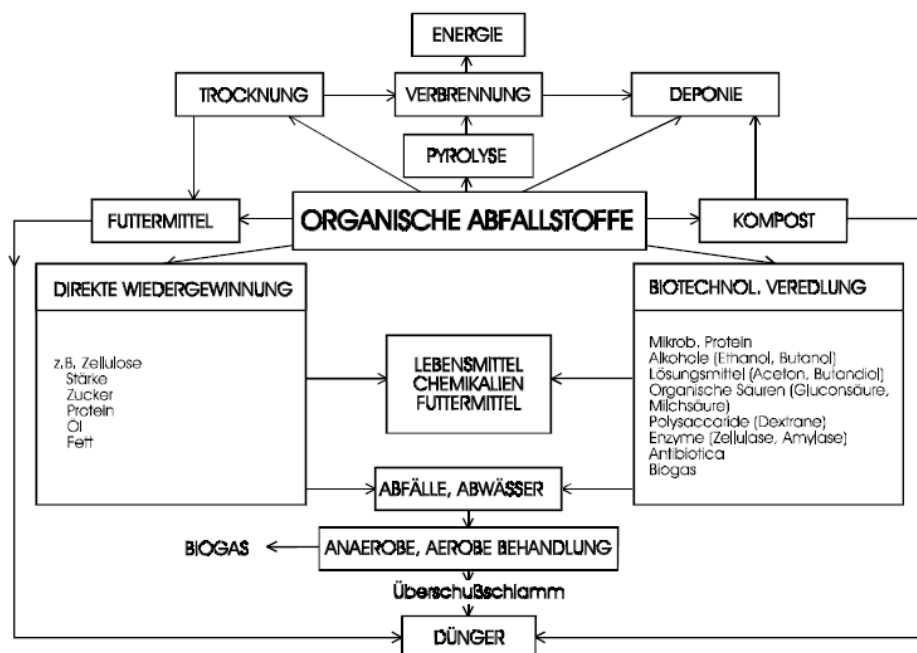 ENERGIE
TROCKNUNG
VERBRENNUNG
DEPONIE
PYROLYSE
FUTTERMITTEL
ORGANISCHE ABFALLSTOFFE
KOMPOST
DIREKTE WIEDERGEWINNUNG
z.B. Zellulose
Stärke
Zucker
Protein
Öl
Fett
LEBENSMITTEL
CHEMIKALIEN
FUTTERMITTEL
BIOTECHNOL. VEREDLUNG
Mikrob. Protein
Alkohole (Ethanol, Butanol)
Lösungsmittel (Aceton, Butandiol)
Organische Säuren (Gluconsäure,
Milchsäure)
Polysaccaride (Dextrane)
Enzyme (Zellulase, Amylase)
Antibiotica
Biogas
ABFÄLLE, ABWÄSSER
BIOGAS
ANAEROBE, AEROBE BEHANDLUNG
Überschußschlamm
DÜNGER